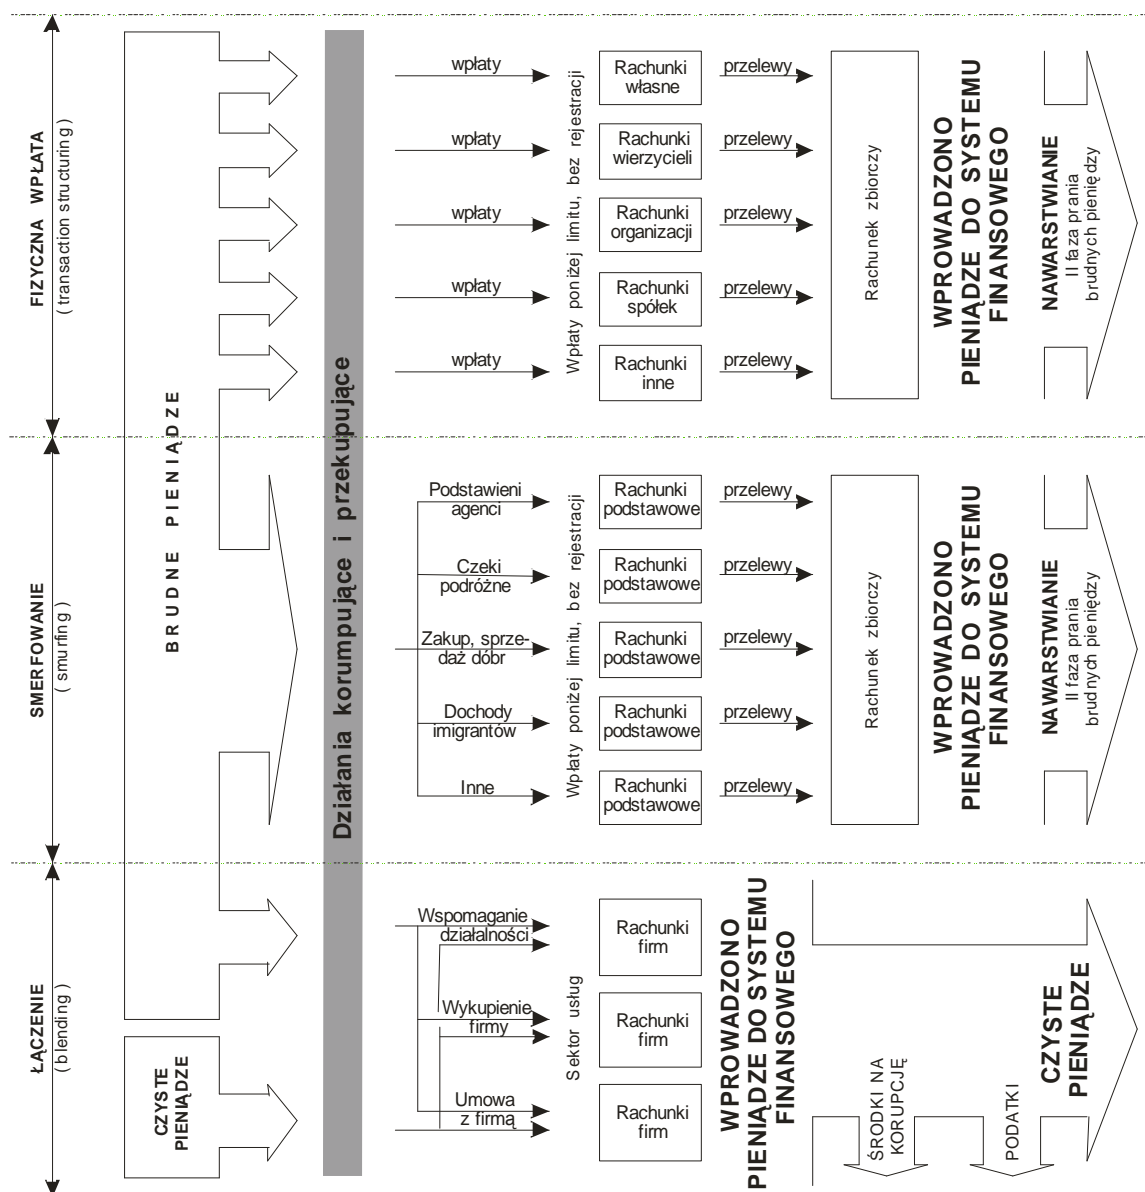 FIZYCZNA WPŁATA
( transaction structuring)
SMERFOWANIE
( smurfing )
ŁĄCZENIE
( blending )
BRUDNE PIENIĄDZE
CZYSTE
PIENIĄDZE
Działania korumpujące i przekupujące
wpłaty
wpłaty
wpłaty
wpłaty
wpłaty
Wpłaty poniżej limitu, bez rejestracji
Rachunki
własne
Rachunki
wierzycieli
Rachunki
organizacji
Rachunki
spółek
Rachunki
inne
przelewy
przelewy
przelewy
przelewy
przelewy
Rachunek zbiorczy
WPROWADZONO
PIENIĄDZE DO SYSTEMU
FINANSOWEGO
NAWARSTWIANIE
II faza prania
brudnych pieniędzy
Podstawieni
agenci
Czeki
podróżne
Zakup, sprze-
daż dóbr
Dochody
imigrantów
Inne
Wpłaty poniżej limitu, bez rejestracji
Rachunki
podstawowe
Rachunki
podstawowe
Rachunki
podstawowe
Rachunki
podstawowe
Rachunki
podstawowe
przelewy
przelewy
przelewy
przelewy
przelewy
Rachunek zbiorczy
WPROWADZONO
PIENIĄDZE DO SYSTEMU
FINANSOWEGO
NAWARSTWIANIE
II faza prania
brudnych pieniędzy
Wspomaganie
działalności
Wykupienie
firmy
Umowa
z firmą
Sektor usług
Rachunki
firm
Rachunki
firm
Rachunki
firm
WPROWADZONO
PIENIĄDZE DO SYSTEMU
FINANSOWEGO
ŚRODKI NA
KORUPCJĘ
PODATKI
CZYSTE
PIENIĄDZE